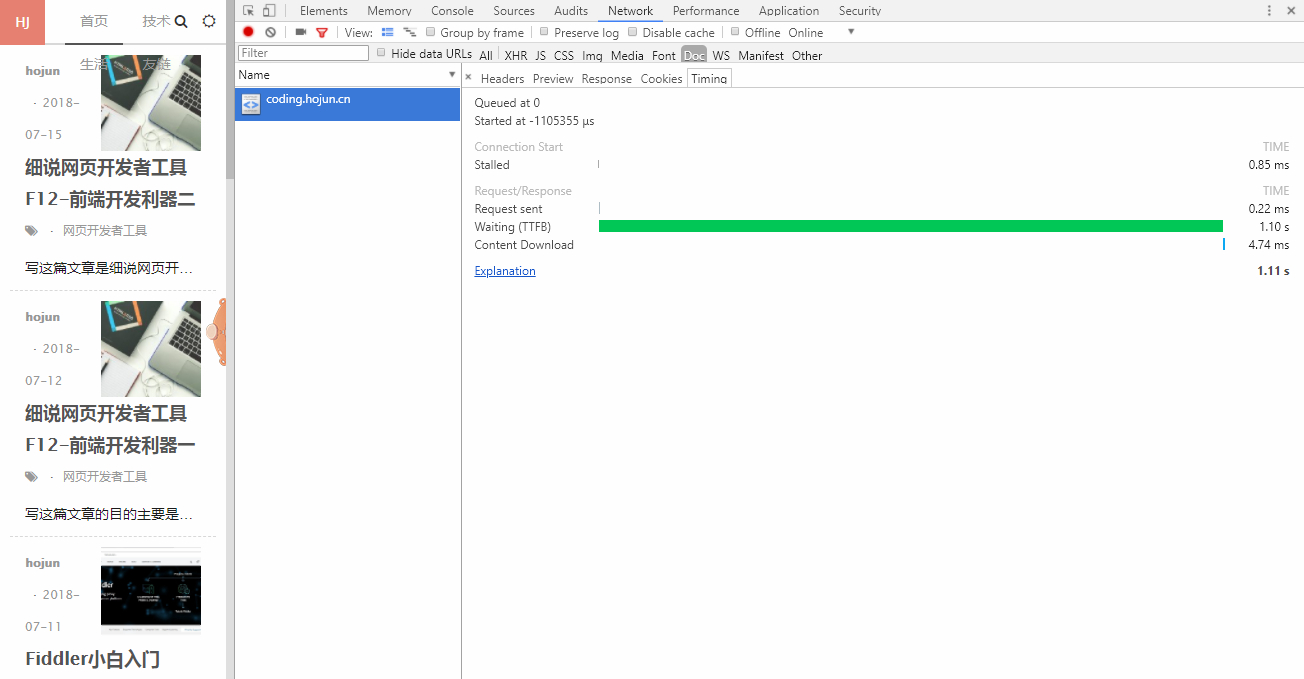 HJ 首页 技术
生活 友链
hojun
· 2018-
07-15
细说网页开发者工具
F12-前端开发利器二
· 网页开发者工具
写这篇文章是细说网页开…
hojun
· 2018-
07-12
细说网页开发者工具
F12-前端开发利器一
· 网页开发者工具
写这篇文章的目的主要是…
hojun
· 2018-
07-11
Fiddler小白入门
Elements Memory Console Sources Audits Network Performance Application Security
View: Group by frame Preserve log Disable cache Offline Online
Filter Hide data URLs All XHR JS CSS Img Media Font Doc WS Manifest Other
Name
coding.hojun.cn
× Headers Preview Response Cookies Timing
Queued at 0
Started at -1105355 µs
Connection Start TIME
Stalled 0.85 ms
Request/Response TIME
Request sent 0.22 ms
Waiting (TTFB) 1.10 s
Content Download 4.74 ms
Explanation 1.11 s